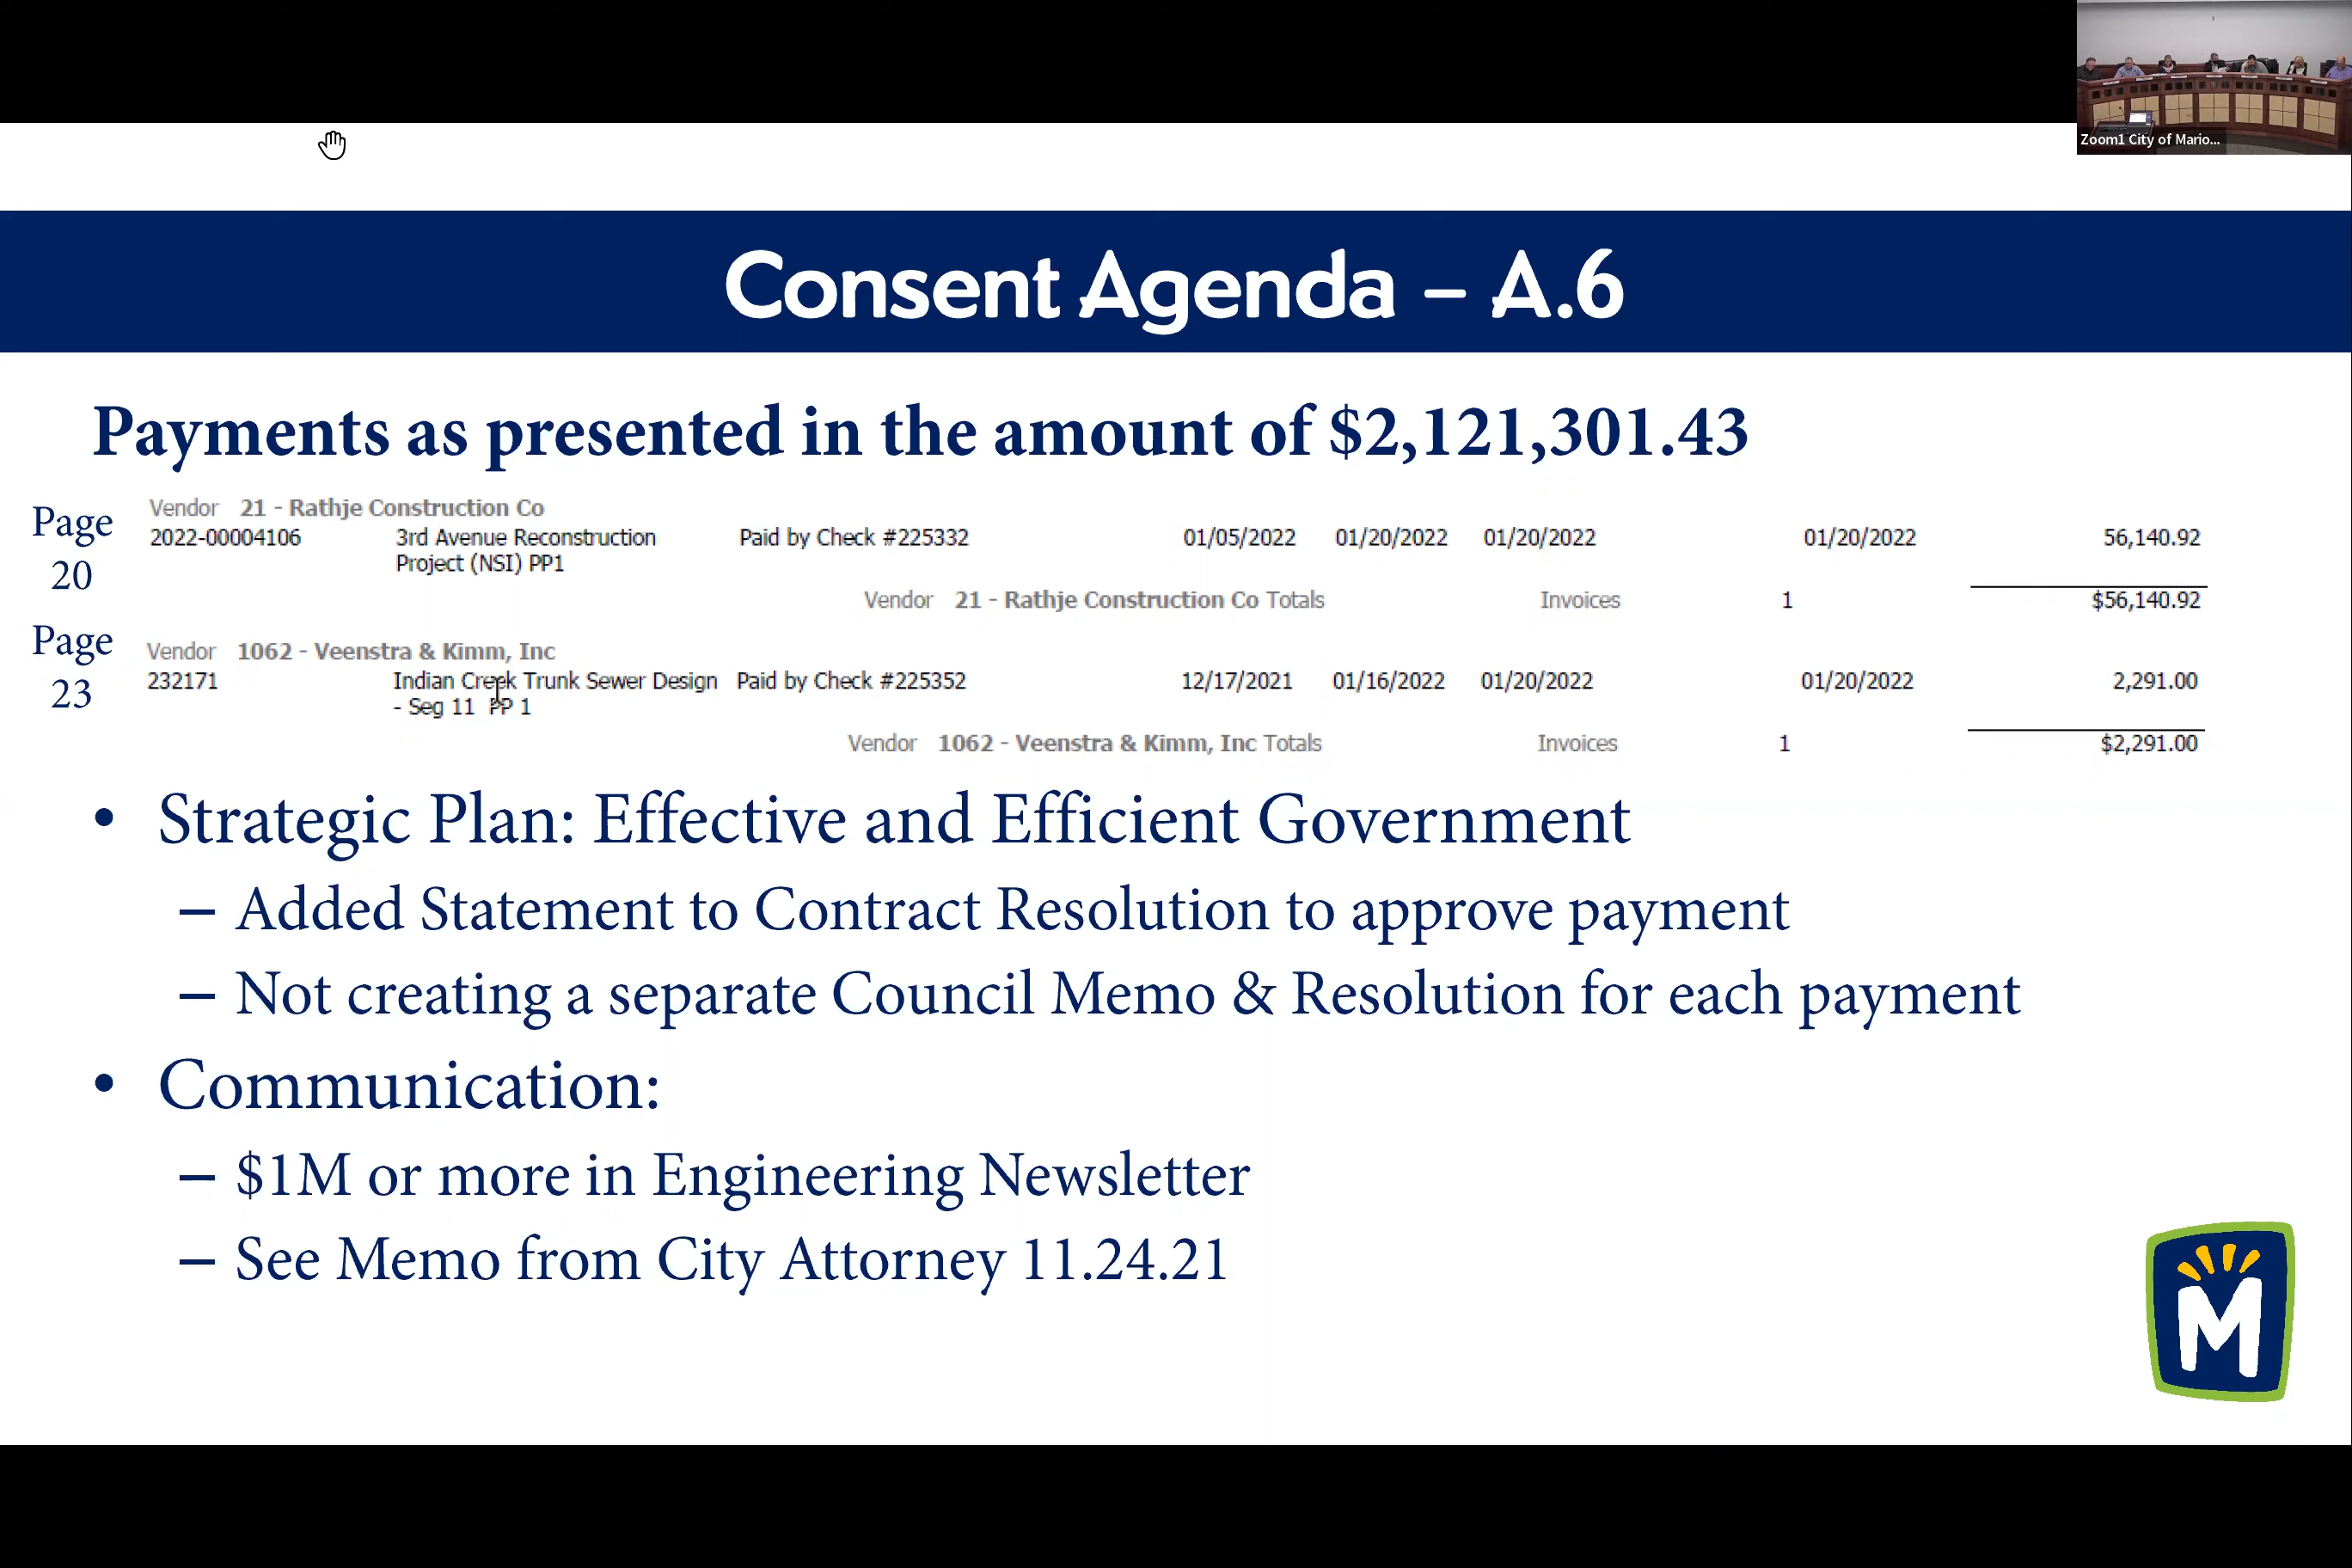 Zoom1 City of Mario...
Consent Agenda – A.6
Payments as presented in the amount of $2,121,301.43
Page
20
Vendor 21 - Rathje Construction Co
2022-00004106 3rd Avenue Reconstruction Paid by Check #225332 01/05/2022 01/20/2022 01/20/2022 01/20/2022 56,140.92
Project (NSI) PP1
Vendor 21 - Rathje Construction Co Totals Invoices 1 $56,140.92
Page
23
Vendor 1062 - Veenstra & Kimm, Inc
232171 Indian Creek Trunk Sewer Design Paid by Check #225352 12/17/2021 01/16/2022 01/20/2022 01/20/2022 2,291.00
- Seg 11 PP 1
Vendor 1062 - Veenstra & Kimm, Inc Totals Invoices 1 $2,291.00
• Strategic Plan: Effective and Efficient Government
– Added Statement to Contract Resolution to approve payment
– Not creating a separate Council Memo & Resolution for each payment
• Communication:
– $1M or more in Engineering Newsletter
– See Memo from City Attorney 11.24.21
M